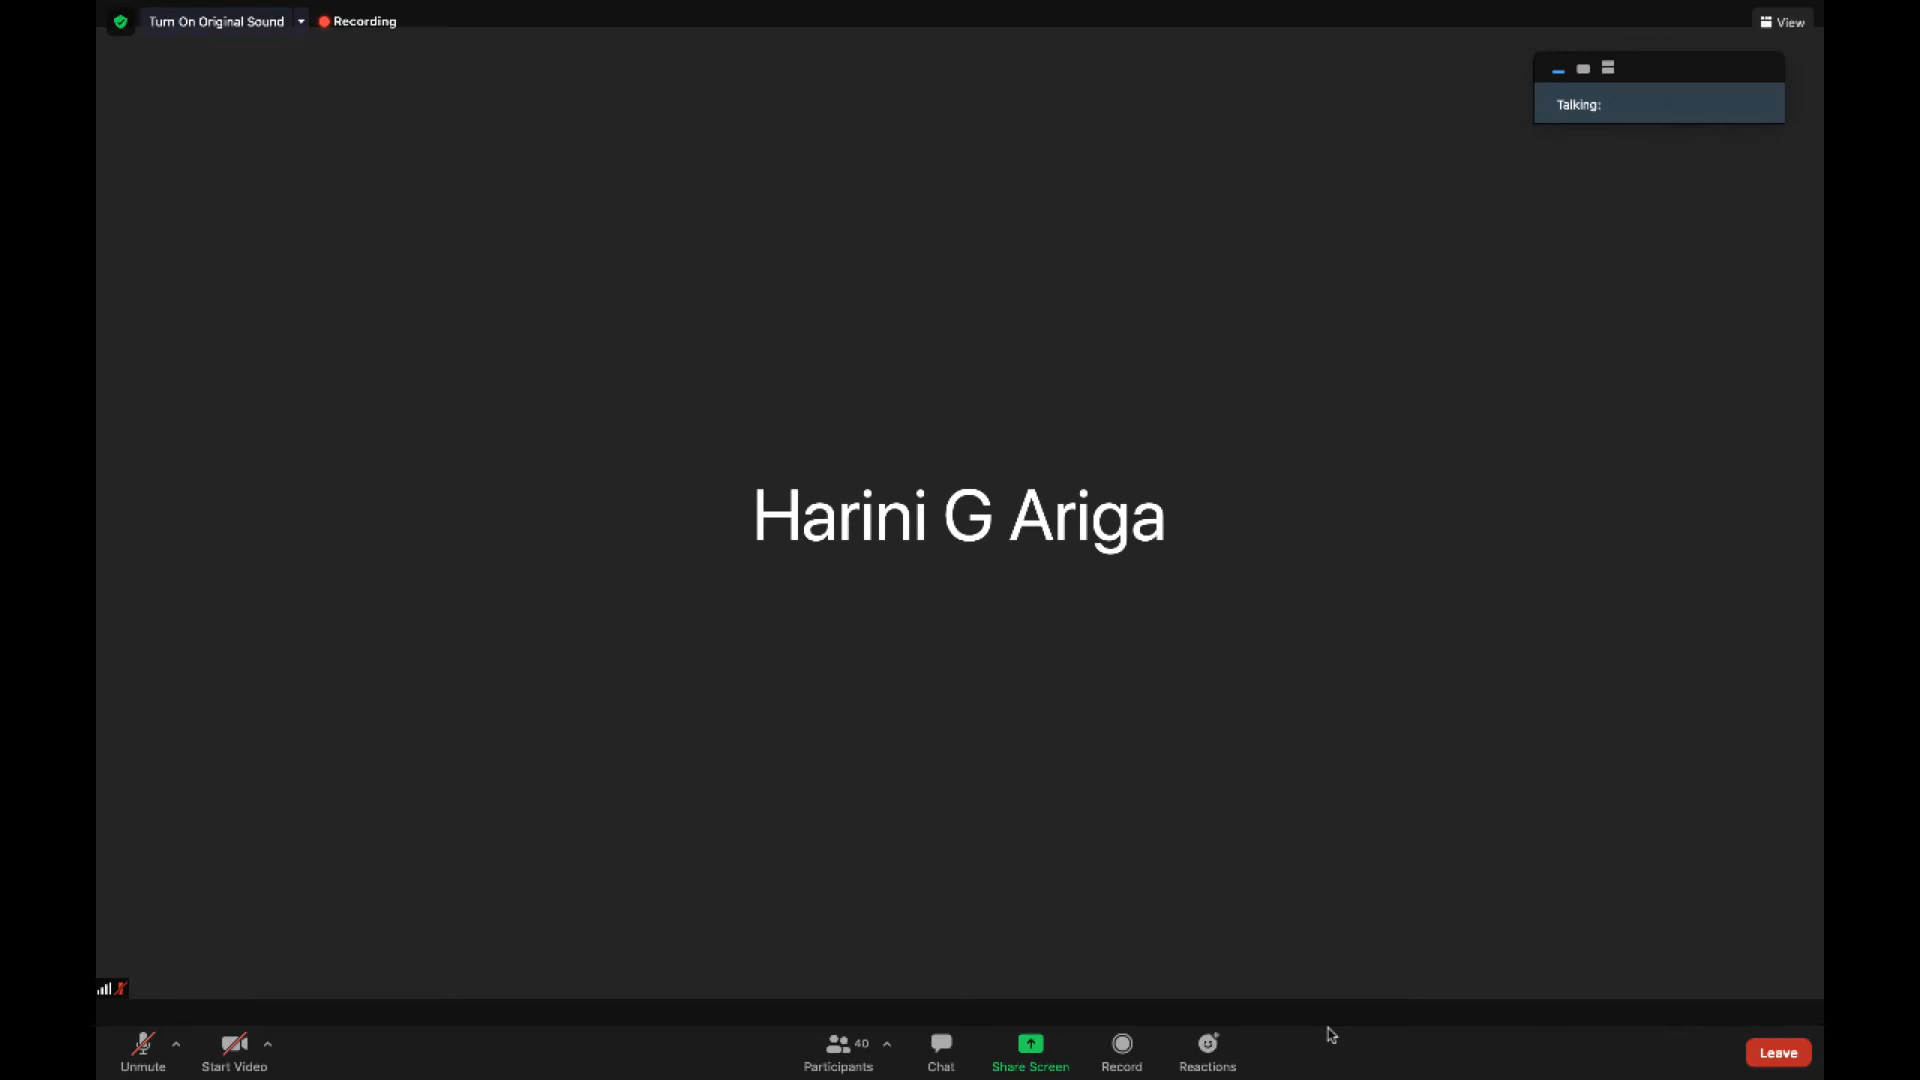 Turn On Original Sound
Recording
View
Talking:
Harini G Ariga
Unmute
Start Video
40
Participants
Chat
Share Screen
Record
Reactions
Leave